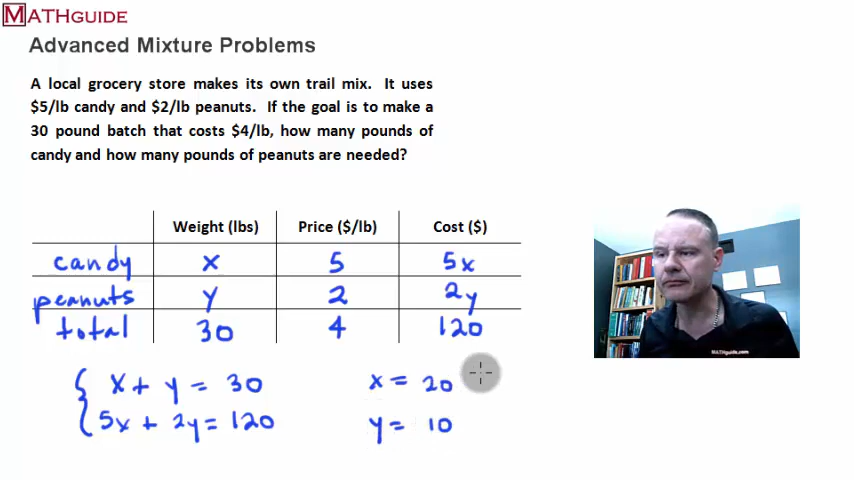 MATHGUIDE
Advanced Mixture Problems
A local grocery store makes its own trail mix. It uses
$5/lb candy and $2/lb peanuts. If the goal is to make a
30 pound batch that costs $4/lb, how many pounds of
candy and how many pounds of peanuts are needed?
Weight (lbs) Price ($/lb) Cost ($)
candy x 5 5x
peanuts y 2 2y
total 30 4 120
x + y = 30 x = 20
5x + 2y = 120 y = 10
MATHguide.com